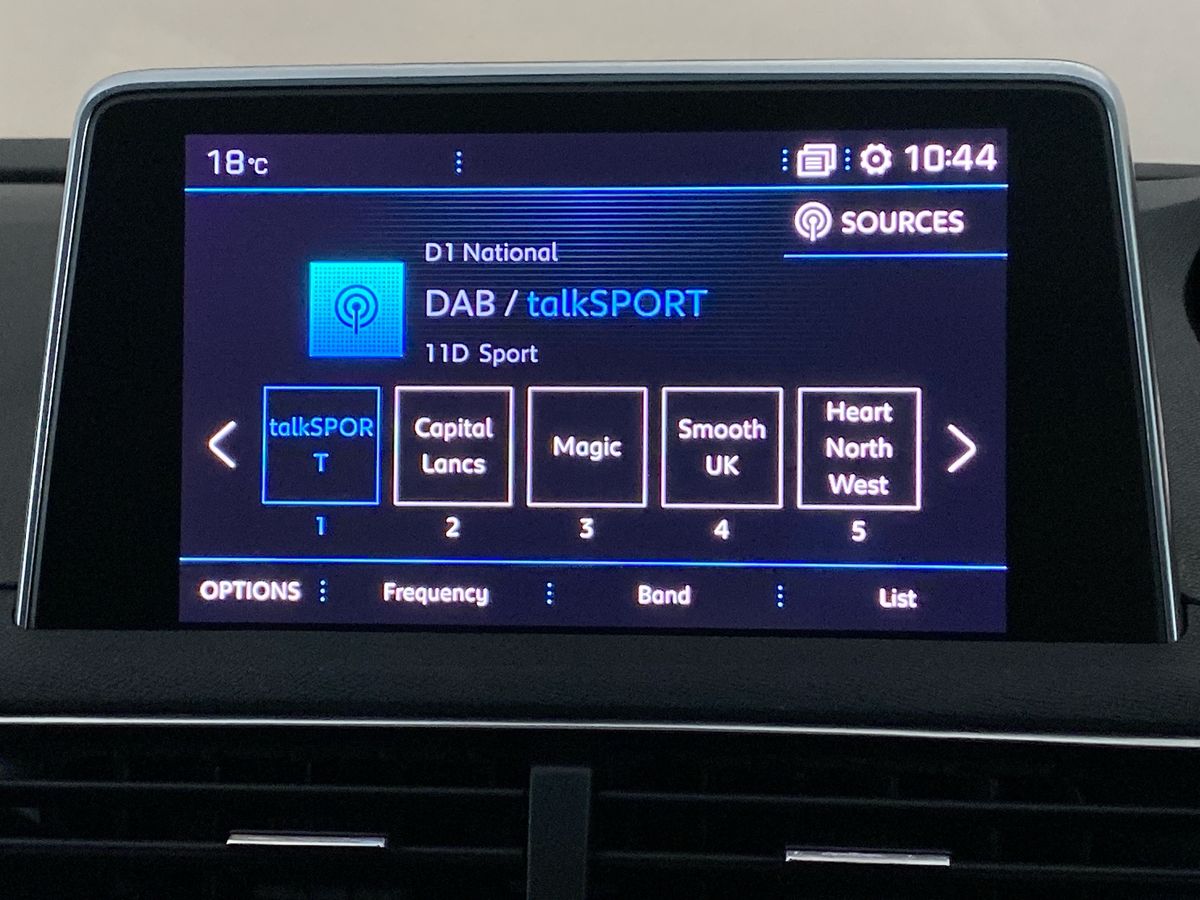 18°C
10:44
SOURCES
D1 National
DAB / talkSPORT
11D Sport
talkSPOR
T
Capital
Lancs
Magic
Smooth
UK
Heart
North
West
1
2
3
4
5
OPTIONS
Frequency
Band
List